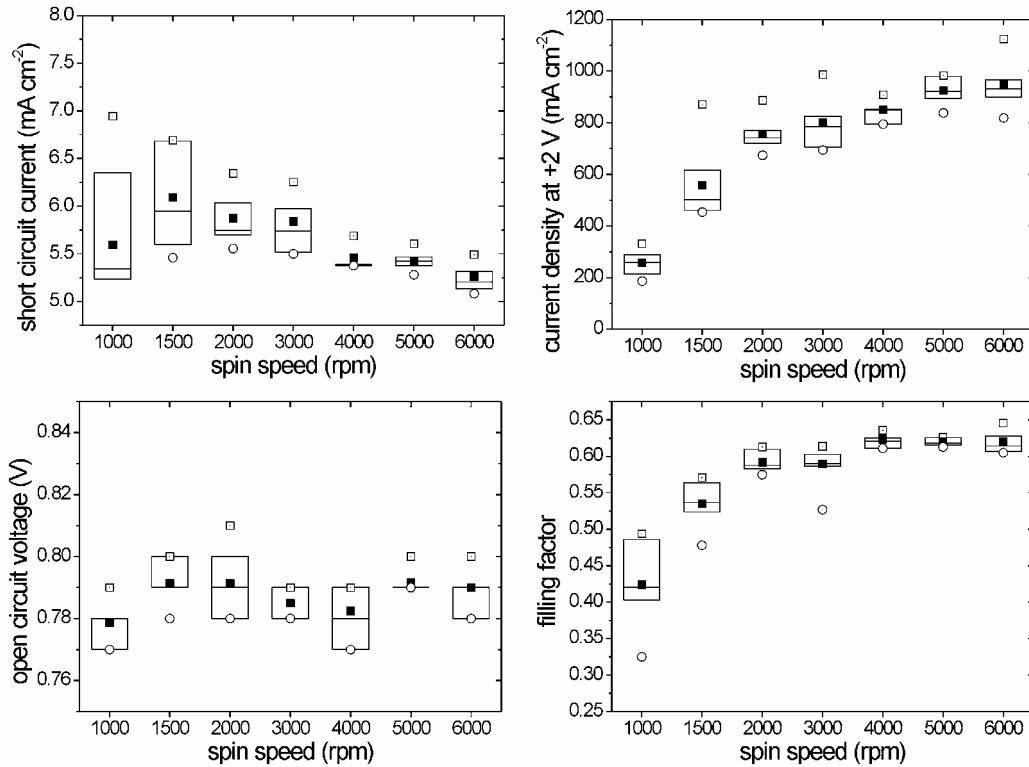 short circuit current (mA cm-2)
8.0
7.5
7.0
6.5
6.0
5.5
5.0
1000 1500 2000 3000 4000 5000 6000
spin speed (rpm)
current density at +2 V (mA cm-2)
1200
1000
800
600
400
200
0
1000 1500 2000 3000 4000 5000 6000
spin speed (rpm)
open circuit voltage (V)
0.84
0.82
0.80
0.78
0.76
1000 1500 2000 3000 4000 5000 6000
spin speed (rpm)
filling factor
0.65
0.60
0.55
0.50
0.45
0.40
0.35
0.30
0.25
1000 1500 2000 3000 4000 5000 6000
spin speed (rpm)